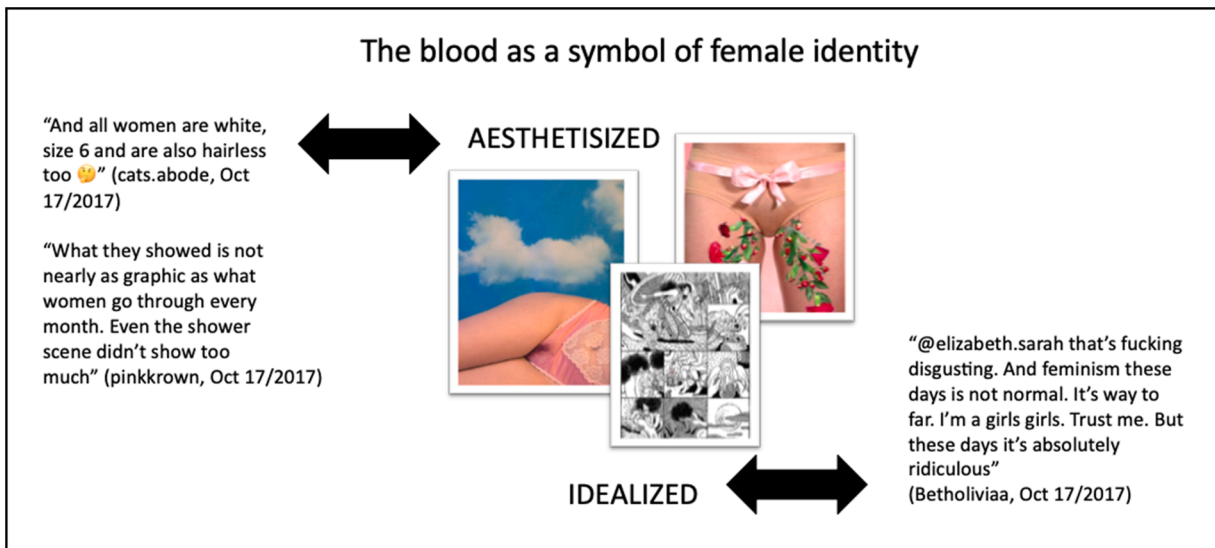 The blood as a symbol of female identity
“And all women are white,
size 6 and are also hairless
too 🤔” (cats.abode, Oct
17/2017)
“What they showed is not
nearly as graphic as what
women go through every
month. Even the shower
scene didn’t show too
much” (pinkkrown, Oct 17/2017)
AESTHETISIZED
IDEALIZED
“@elizabeth.sarah that’s fucking
disgusting. And feminism these
days is not normal. It’s way to
far. I’m a girls girls. Trust me. But
these days it’s absolutely
ridiculous”
(Betholiviaa, Oct 17/2017)